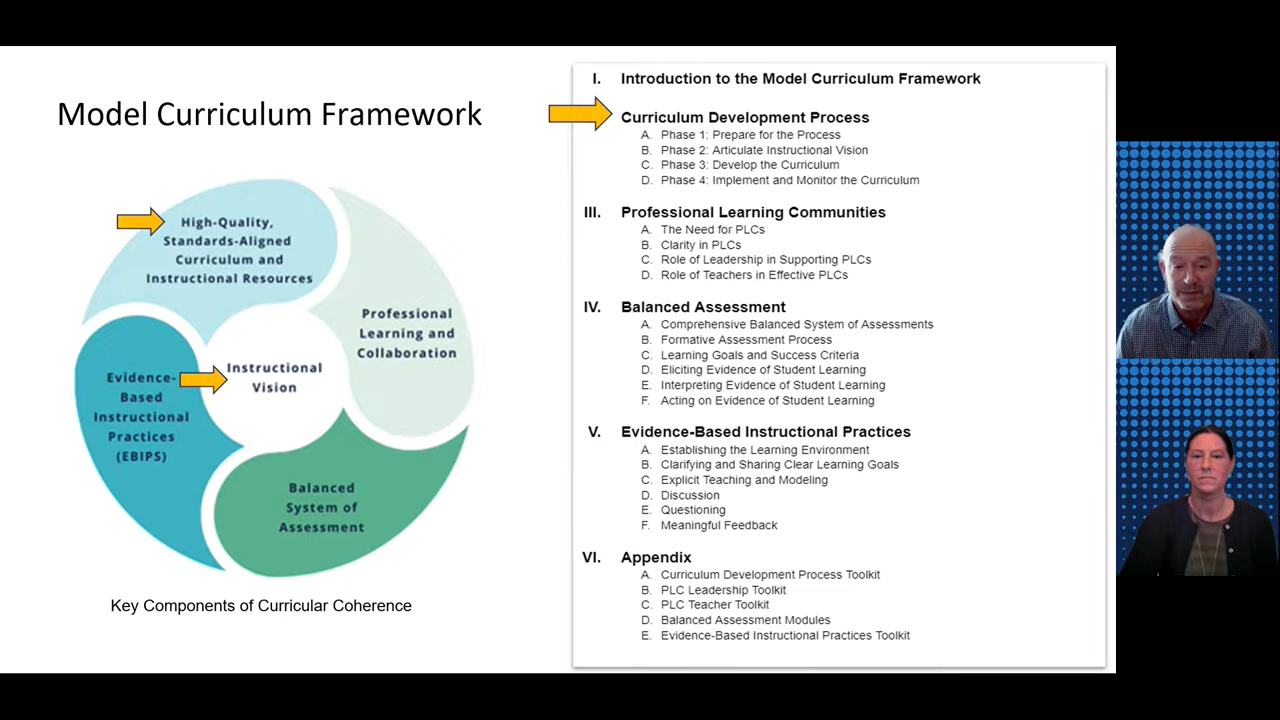 Model Curriculum Framework
High-Quality,
Standards-Aligned
Curriculum and
Instructional Resources
Professional
Learning and
Collaboration
Instructional
Vision
Evidence-
Based
Instructional
Practices
(EBIPS)
Balanced
System of
Assessment
Key Components of Curricular Coherence
I. Introduction to the Model Curriculum Framework
Curriculum Development Process
A. Phase 1: Prepare for the Process
B. Phase 2: Articulate Instructional Vision
C. Phase 3: Develop the Curriculum
D. Phase 4: Implement and Monitor the Curriculum
III. Professional Learning Communities
A. The Need for PLCs
B. Clarity in PLCs
C. Role of Leadership in Supporting PLCs
D. Role of Teachers in Effective PLCs
IV. Balanced Assessment
A. Comprehensive Balanced System of Assessments
B. Formative Assessment Process
C. Learning Goals and Success Criteria
D. Eliciting Evidence of Student Learning
E. Interpreting Evidence of Student Learning
F. Acting on Evidence of Student Learning
V. Evidence-Based Instructional Practices
A. Establishing the Learning Environment
B. Clarifying and Sharing Clear Learning Goals
C. Explicit Teaching and Modeling
D. Discussion
E. Questioning
F. Meaningful Feedback
VI. Appendix
A. Curriculum Development Process Toolkit
B. PLC Leadership Toolkit
C. PLC Teacher Toolkit
D. Balanced Assessment Modules
E. Evidence-Based Instructional Practices Toolkit